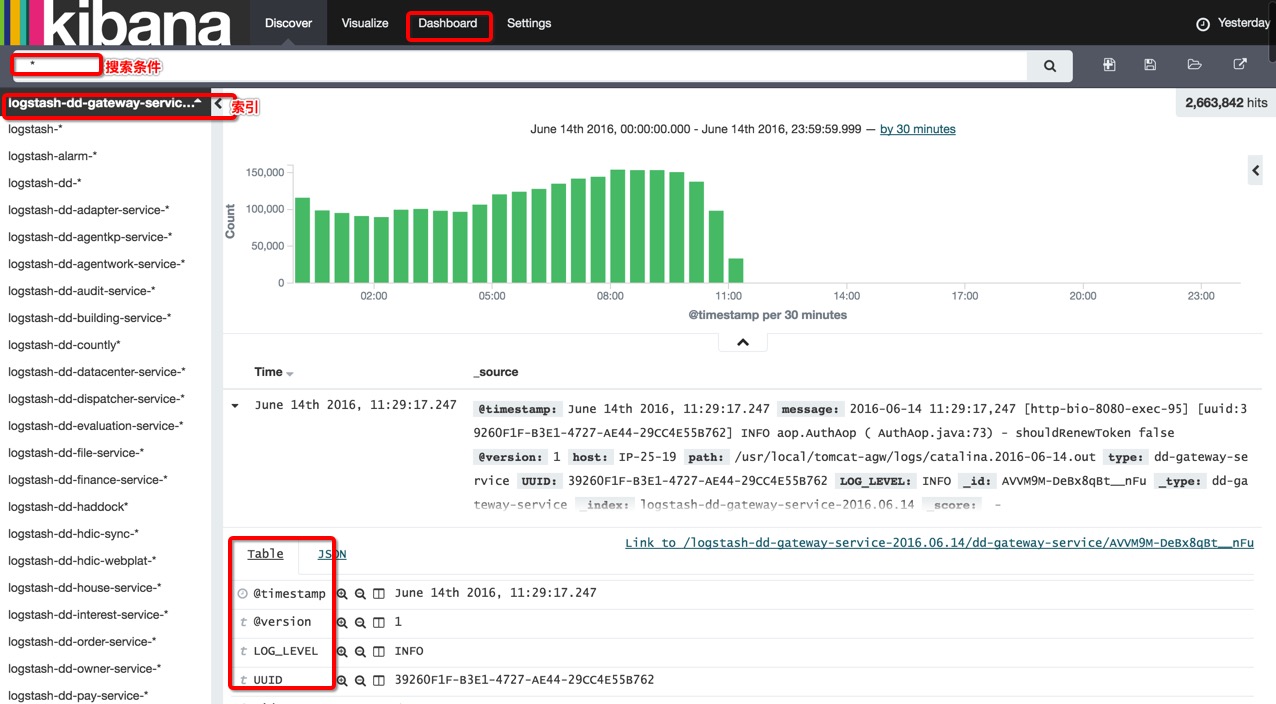 kibana Discover Visualize Dashboard Settings Yesterday
* 搜索条件
logstash-dd-gateway-servic... 索引
2,663,842 hits
logstash-*
logstash-alarm-*
logstash-dd-*
logstash-dd-adapter-service-*
logstash-dd-agentkp-service-*
logstash-dd-agentwork-service-*
logstash-dd-audit-service-*
logstash-dd-building-service-*
logstash-dd-countly*
logstash-dd-datacenter-service-*
logstash-dd-dispatcher-service-*
logstash-dd-evaluation-service-*
logstash-dd-file-service-*
logstash-dd-finance-service-*
logstash-dd-haddock*
logstash-dd-hdic-sync-*
logstash-dd-hdic-webplat-*
logstash-dd-house-service-*
logstash-dd-interest-service-*
logstash-dd-order-service-*
logstash-dd-owner-service-*
logstash-dd-pay-service-*
June 14th 2016, 00:00:00.000 - June 14th 2016, 23:59:59.999 — by 30 minutes
Count
150,000
100,000
50,000
0
02:00 05:00 08:00 11:00 14:00 17:00 20:00 23:00
@timestamp per 30 minutes
Time _source
June 14th 2016, 11:29:17.247
@timestamp: June 14th 2016, 11:29:17.247 message: 2016-06-14 11:29:17,247 [http-bio-8080-exec-95] [uuid:3
9260F1F-B3E1-4727-AE44-29CC4E55B762] INFO aop.AuthAop ( AuthAop.java:73) - shouldRenewToken false
@version: 1 host: IP-25-19 path: /usr/local/tomcat-agw/logs/catalina.2016-06-14.out type: dd-gateway-se
rvice UUID: 39260F1F-B3E1-4727-AE44-29CC4E55B762 LOG_LEVEL: INFO _id: AVVM9M-DeBx8qBt__nFu _type: dd-ga
teway-service _index: logstash-dd-gateway-service-2016.06.14 _score: -
Table JSON
Link to /logstash-dd-gateway-service-2016.06.14/dd-gateway-service/AVVM9M-DeBx8qBt__nFu
@timestamp June 14th 2016, 11:29:17.247
t @version 1
t LOG_LEVEL INFO
t UUID 39260F1F-B3E1-4727-AE44-29CC4E55B762